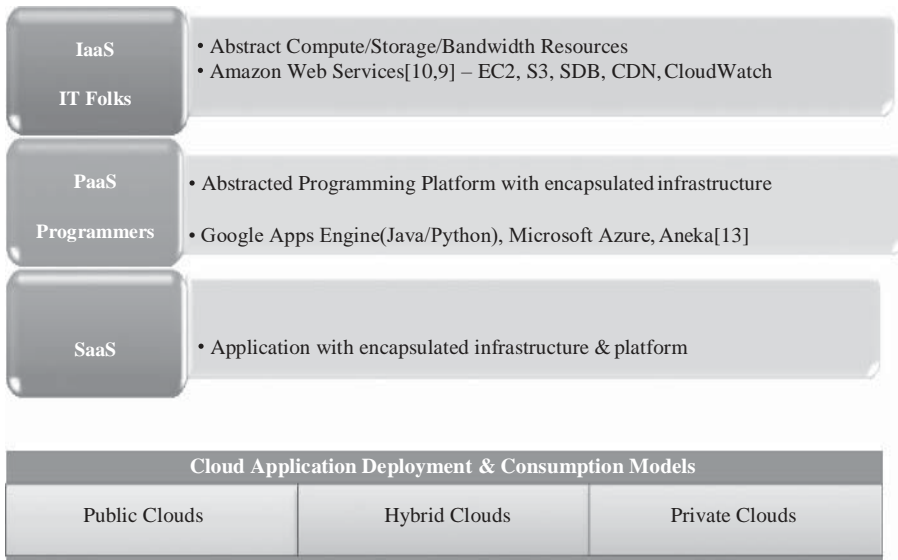 IaaS
IT Folks
• Abstract Compute/Storage/Bandwidth Resources
• Amazon Web Services[10,9] – EC2, S3, SDB, CDN, CloudWatch
PaaS
Programmers
• Abstracted Programming Platform with encapsulated infrastructure
• Google Apps Engine(Java/Python), Microsoft Azure, Aneka[13]
SaaS
• Application with encapsulated infrastructure & platform
Cloud Application Deployment & Consumption Models
Public Clouds
Hybrid Clouds
Private Clouds